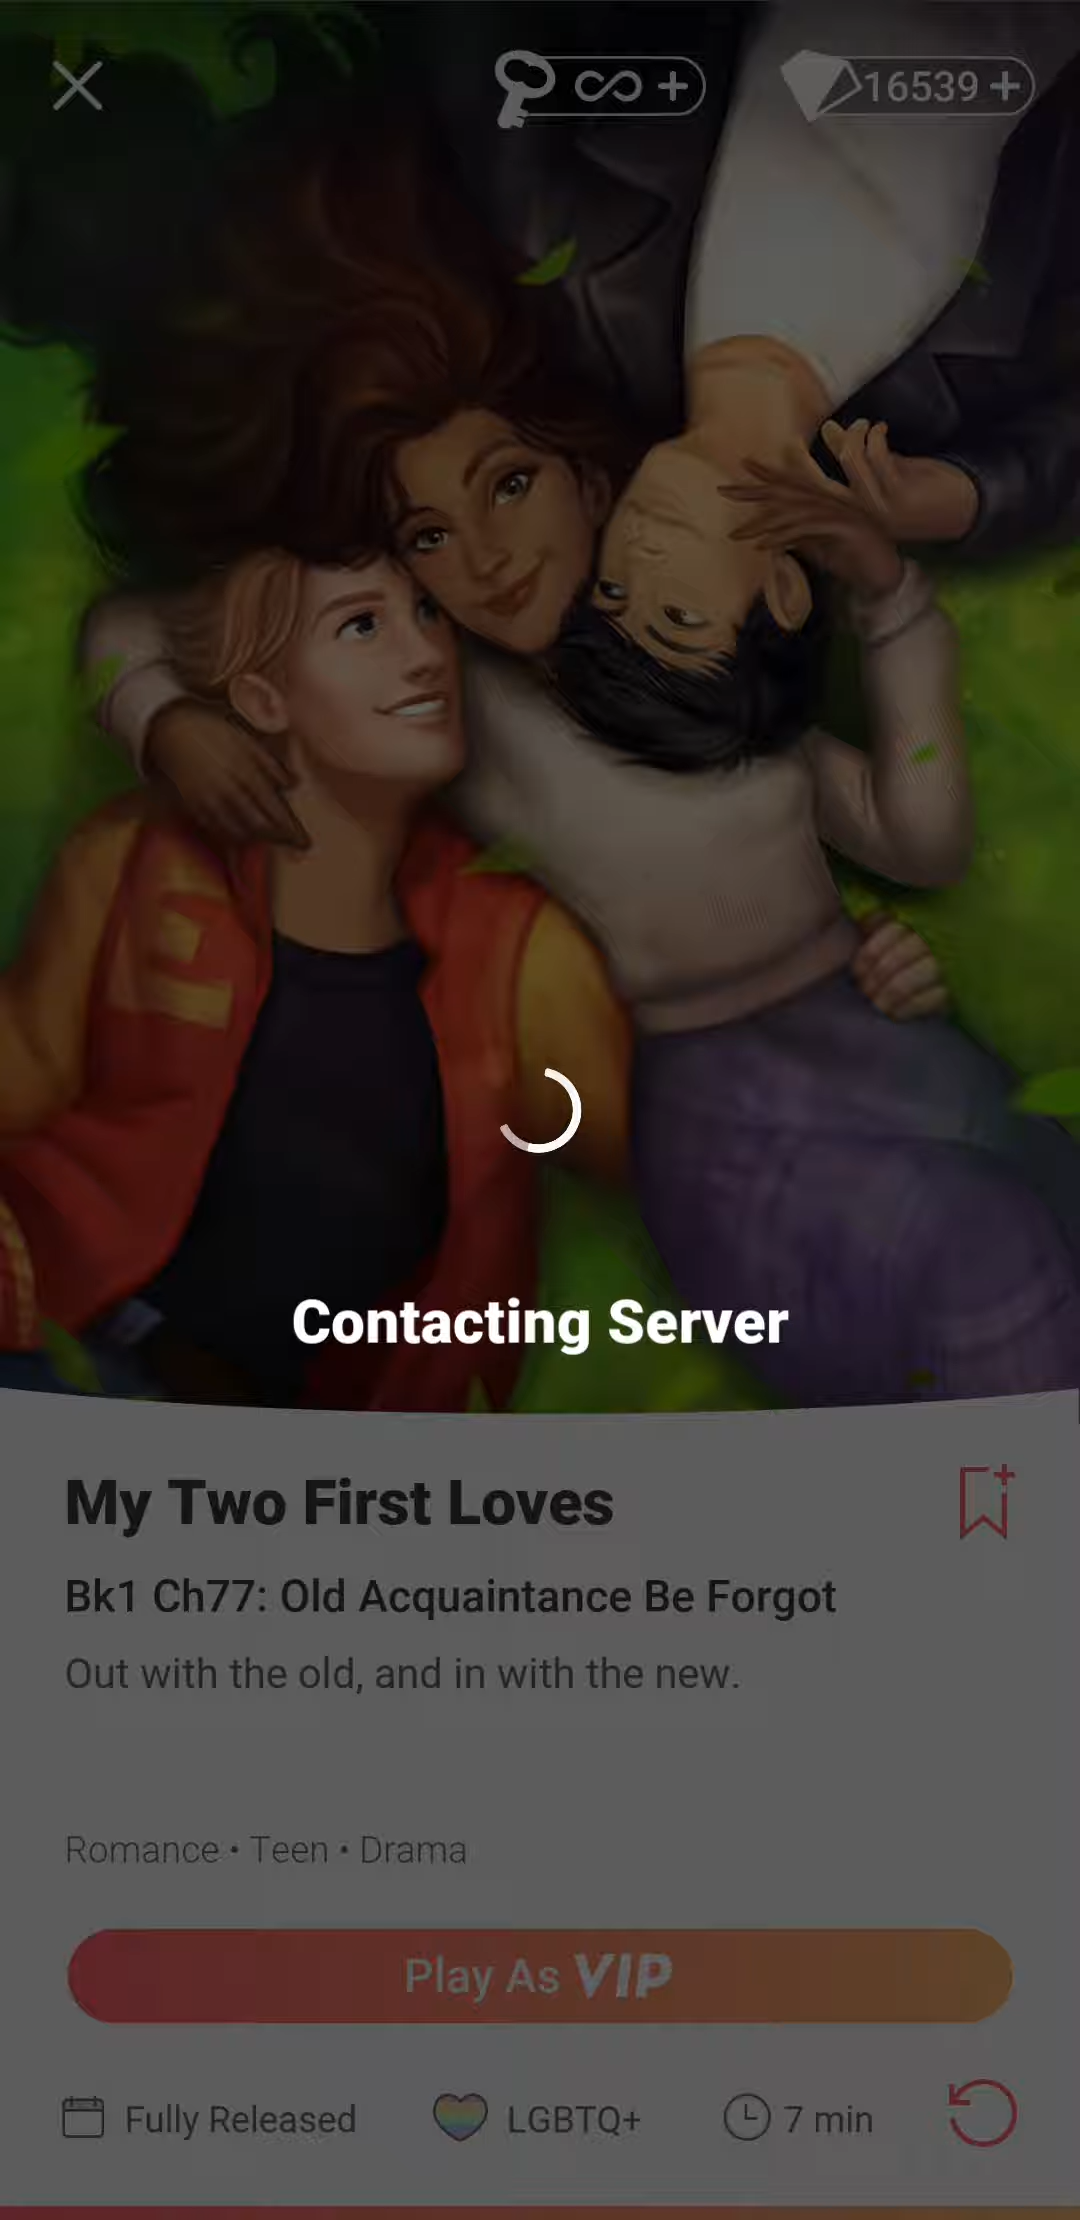 16539
Contacting Server
My Two First Loves
Bk1 Ch77: Old Acquaintance Be Forgot
Out with the old, and in with the new.
Romance • Teen • Drama
Play As VIP
Fully Released
LGBTQ+
7 min